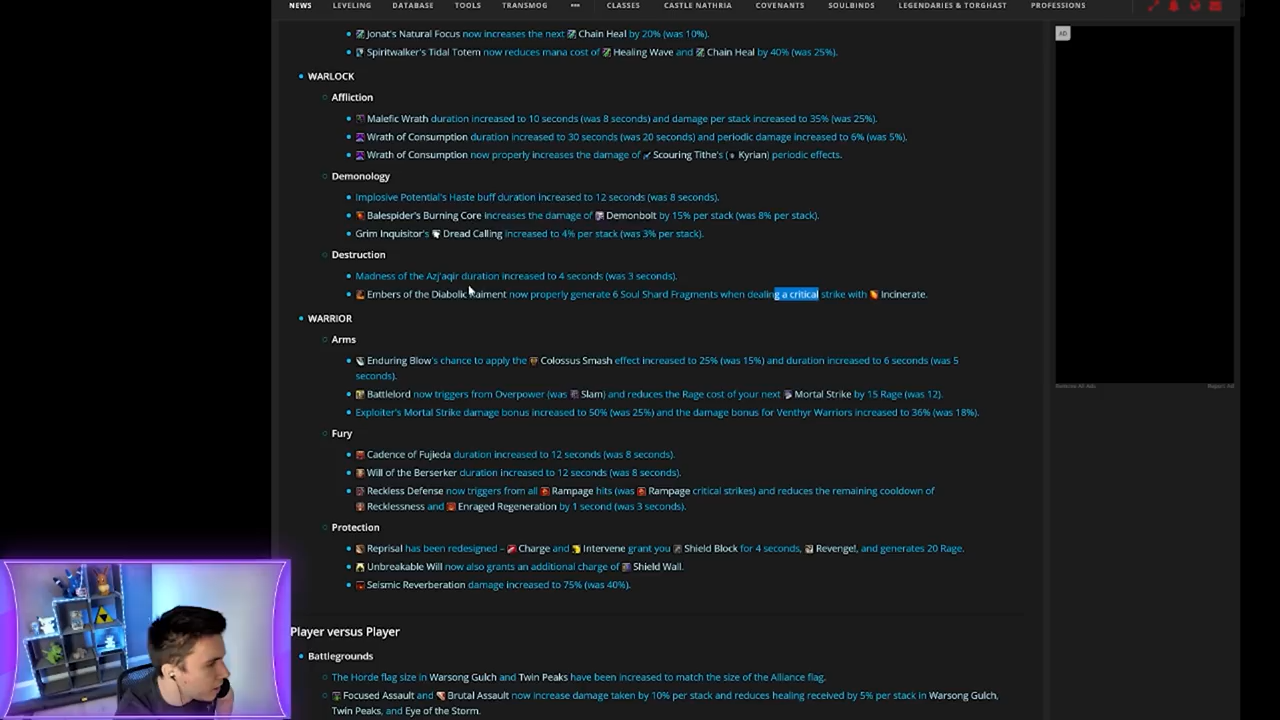 NEWS LEVELING DATABASE TOOLS TRANSMOG ••• CLASSES CASTLE NATHRIA COVENANTS SOULBINDS LEGENDARIES & TORGHAST PROFESSIONS
Jonat's Natural Focus now increases the next Chain Heal by 20% (was 10%).
Spiritwalker's Tidal Totem now reduces mana cost of Healing Wave and Chain Heal by 40% (was 25%).
AD
WARLOCK
Affliction
Malefic Wrath duration increased to 10 seconds (was 8 seconds) and damage per stack increased to 35% (was 25%).
Wrath of Consumption duration increased to 30 seconds (was 20 seconds) and periodic damage increased to 6% (was 5%).
Wrath of Consumption now properly increases the damage of Scouring Tithe's (Kyrian) periodic effects.
Demonology
Implosive Potential's Haste buff duration increased to 12 seconds (was 8 seconds).
Balespider's Burning Core increases the damage of Demonbolt by 15% per stack (was 8% per stack).
Grim Inquisitor's Dread Calling increased to 4% per stack (was 3% per stack).
Destruction
Madness of the Azj'aqir duration increased to 4 seconds (was 3 seconds).
Embers of the Diabolic Raiment now properly generate 6 Soul Shard Fragments when dealing a critical strike with Incinerate.
WARRIOR
Arms
Enduring Blow's chance to apply the Colossus Smash effect increased to 25% (was 15%) and duration increased to 6 seconds (was 5
seconds).
Battlelord now triggers from Overpower (was Slam) and reduces the Rage cost of your next Mortal Strike by 15 Rage (was 12).
Exploiter's Mortal Strike damage bonus increased to 50% (was 25%) and the damage bonus for Venthyr Warriors increased to 36% (was 18%).
Fury
Cadence of Fujieda duration increased to 12 seconds (was 8 seconds).
Will of the Berserker duration increased to 12 seconds (was 8 seconds).
Reckless Defense now triggers from all Rampage hits (was Rampage critical strikes) and reduces the remaining cooldown of
Recklessness and Enraged Regeneration by 1 second (was 3 seconds).
Protection
Reprisal has been redesigned – Charge and Intervene grant you Shield Block for 4 seconds, Revenge!, and generates 20 Rage.
Unbreakable Will now also grants an additional charge of Shield Wall.
Seismic Reverberation damage increased to 75% (was 40%).
Player versus Player
Battlegrounds
The Horde flag size in Warsong Gulch and Twin Peaks have been increased to match the size of the Alliance flag.
Focused Assault and Brutal Assault now increase damage taken by 10% per stack and reduces healing received by 5% per stack in Warsong Gulch,
Twin Peaks, and Eye of the Storm.